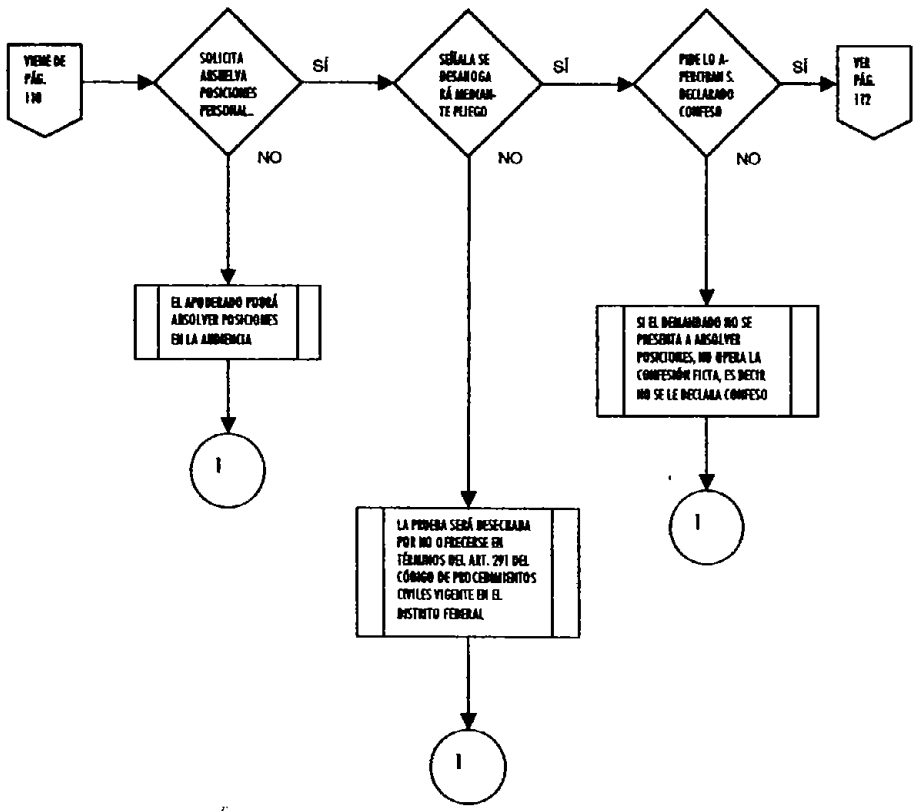 VIENE DE
PÁG.
130
SOLICITA
ABSUELVA
POSICIONES
PERSONAL..
SÍ
NO
SEÑALA SE
DESAHOGA
RÁ MEDIAN-
TE PLIEGO
SÍ
NO
PIDE LO A-
PERCIBAN S.
DECLARADO
CONFESO
SÍ
NO
VER
PÁG.
EL APODERADO PODRÁ
ABSOLVER POSICIONES
EN LA AUDIENCIA
1
LA PRUEBA SERÁ DESECHADA
POR NO OFRECERSE EN
TÉRMINOS DEL ART. 291 DEL
CÓDIGO DE PROCEDIMIENTOS
CIVILES VIGENTE EN EL
DISTRITO FEDERAL
1
SI EL DEMANDADO NO SE
PRESENTA A ABSOLVER
POSICIONES, NO OPERA LA
CONFESIÓN FICTA, ES DECIR
NO SE LE DECLARA CONFESO
1